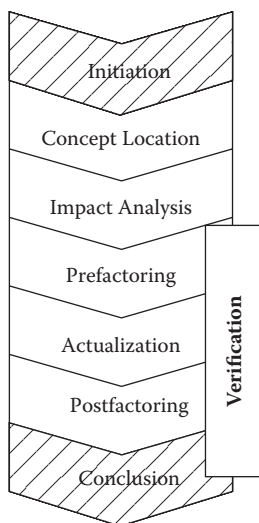 Initiation
Concept Location
Impact Analysis
Prefactoring
Actualization
Postfactoring
Conclusion
Verification